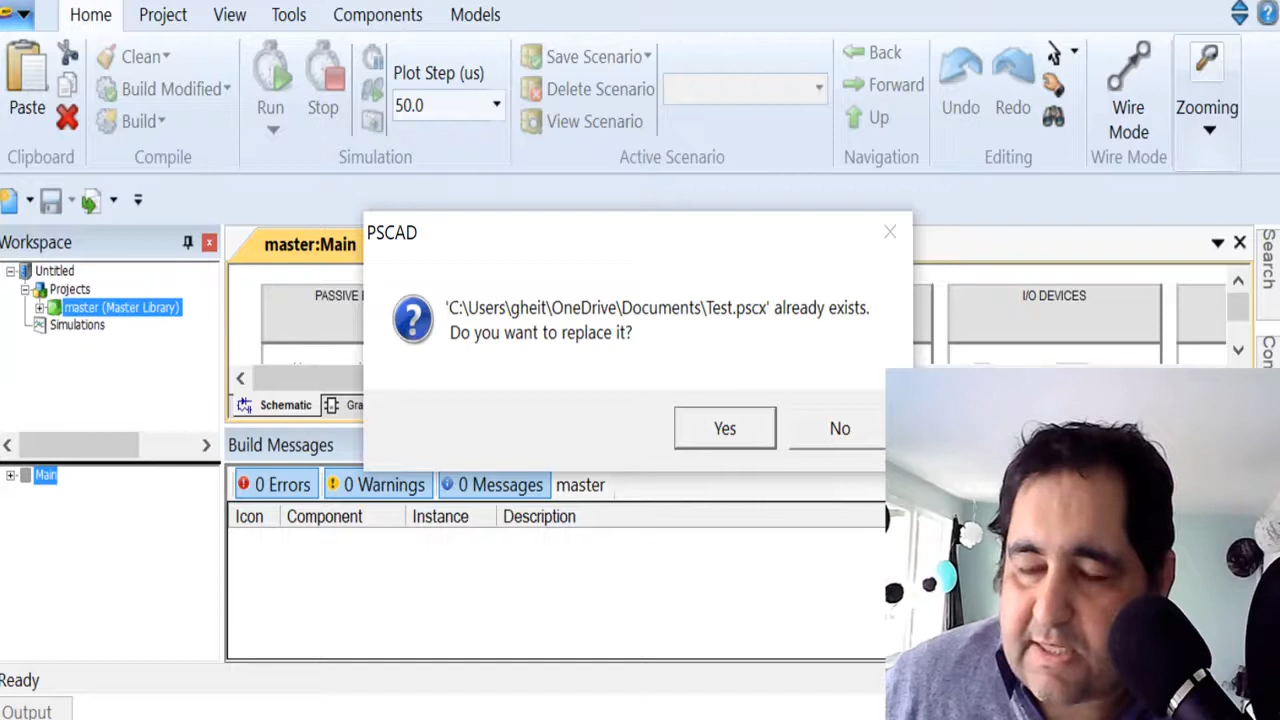 Home Project View Tools Components Models
Paste
Clean
Build Modified
Build
Run
Stop
Plot Step (us)
50.0
Save Scenario
Delete Scenario
View Scenario
Back
Forward
Up
Undo
Redo
Wire
Mode
Zooming
Clipboard Compile Simulation Active Scenario Navigation Editing Wire Mode
Workspace
Untitled
Projects
master (Master Library)
Simulations
Main
master:Main
Search
PASSIVE
I/O DEVICES
PSCAD
'C:\Users\gheit\OneDrive\Documents\Test.pscx' already exists.
Do you want to replace it?
Yes No
Schematic
Build Messages
0 Errors 0 Warnings 0 Messages master
Icon Component Instance Description
Ready
Output